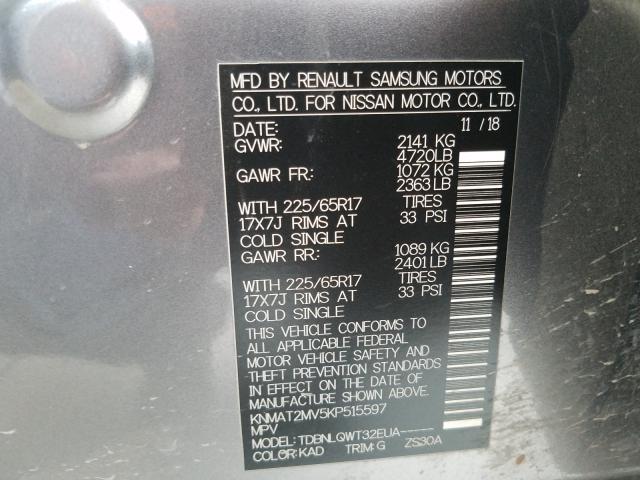 MFD BY RENAULT SAMSUNG MOTORS
CO., LTD. FOR NISSAN MOTOR CO., LTD.
DATE: 11 / 18
GVWR: 2141 KG
4720LB
GAWR FR: 1072 KG
2363 LB
WITH 225/65R17 TIRES
17X7J RIMS AT 33 PSI
COLD SINGLE
GAWR RR: 1089 KG
2401 LB
WITH 225/65R17 TIRES
17X7J RIMS AT 33 PSI
COLD SINGLE
THIS VEHICLE CONFORMS TO
ALL APPLICABLE FEDERAL
MOTOR VEHICLE SAFETY AND
THEFT PREVENTION STANDARDS
IN EFFECT ON THE DATE OF
MANUFACTURE SHOWN ABOVE.
KNMAT2MV5KP515597
MPV
MODEL: TDBNLQWT32EUA-----
COLOR: KAD TRIM: G ZS30A